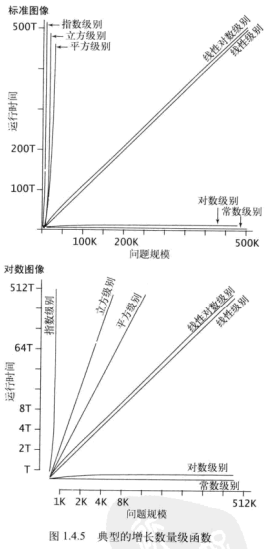 标准图像
500T
指数级别
立方级别
平方级别
线性对数级别
线性级别
运行时间
200T
100T
对数级别
常数级别
100K 200K 500K
问题规模
对数图像
512T
指数级别
立方级别
平方级别
线性对数级别
线性级别
运行时间
64T
8T
4T
2T
T
对数级别
常数级别
1K 2K 4K 8K 512K
问题规模
图 1.4.5 典型的增长数量级函数